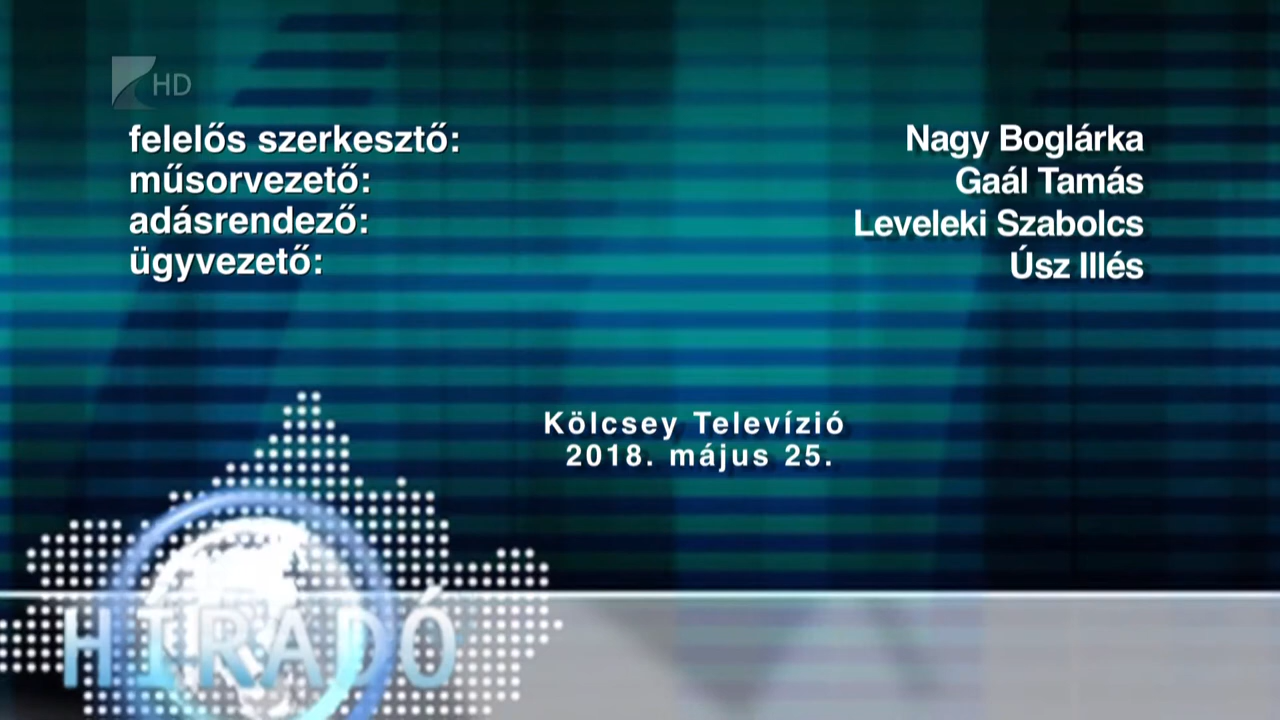 HD
felelős szerkesztő: Nagy Boglárka
műsorvezető: Gaál Tamás
adásrendező: Leveleki Szabolcs
ügyvezető: Úsz Illés
Kölcsey Televízió
2018. május 25.
HÍRADÓ